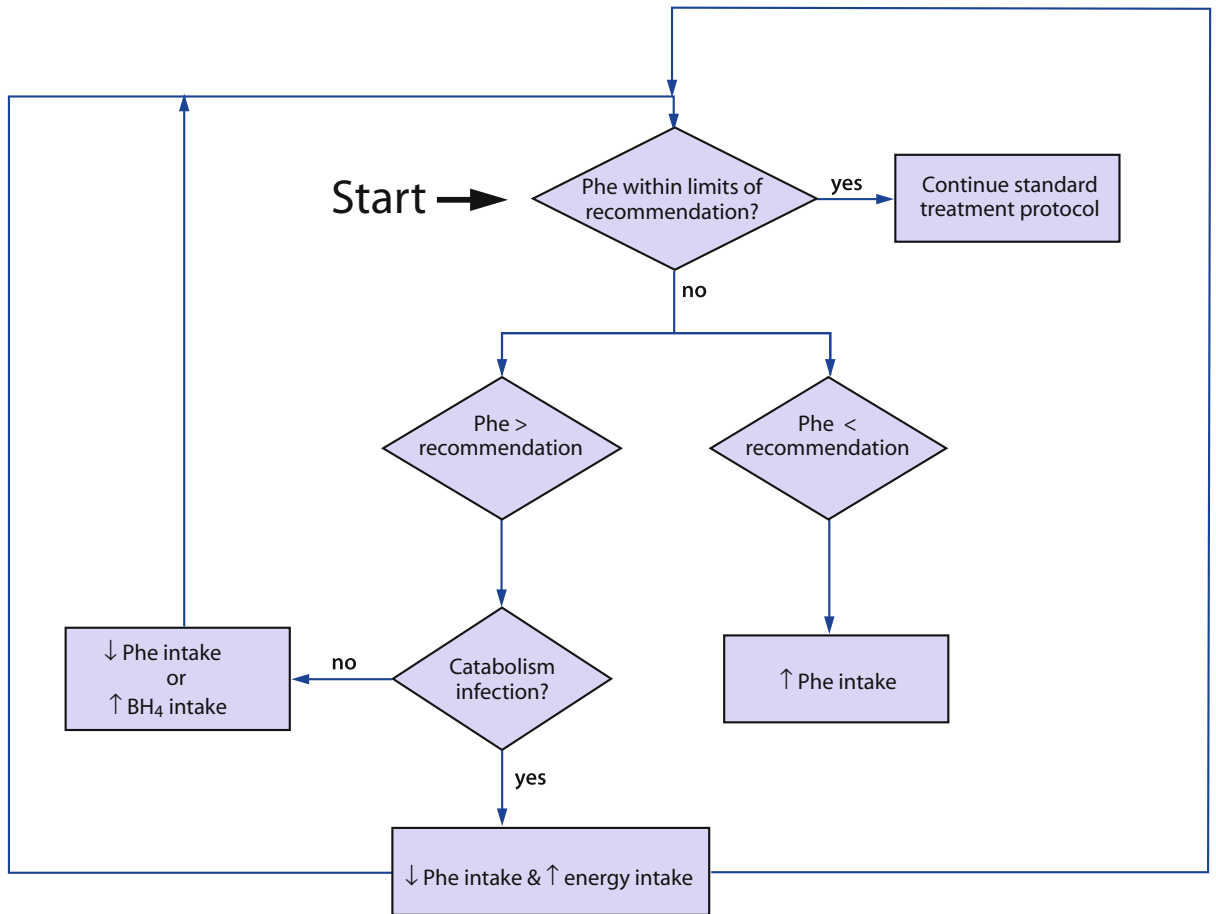 Start
Phe within limits of
recommendation?
yes
Continue standard
treatment protocol
no
Phe >
recommendation
Phe <
recommendation
↓ Phe intake
or
↑ BH₄ intake
no
Catabolism
infection?
↑ Phe intake
yes
↓ Phe intake & ↑ energy intake